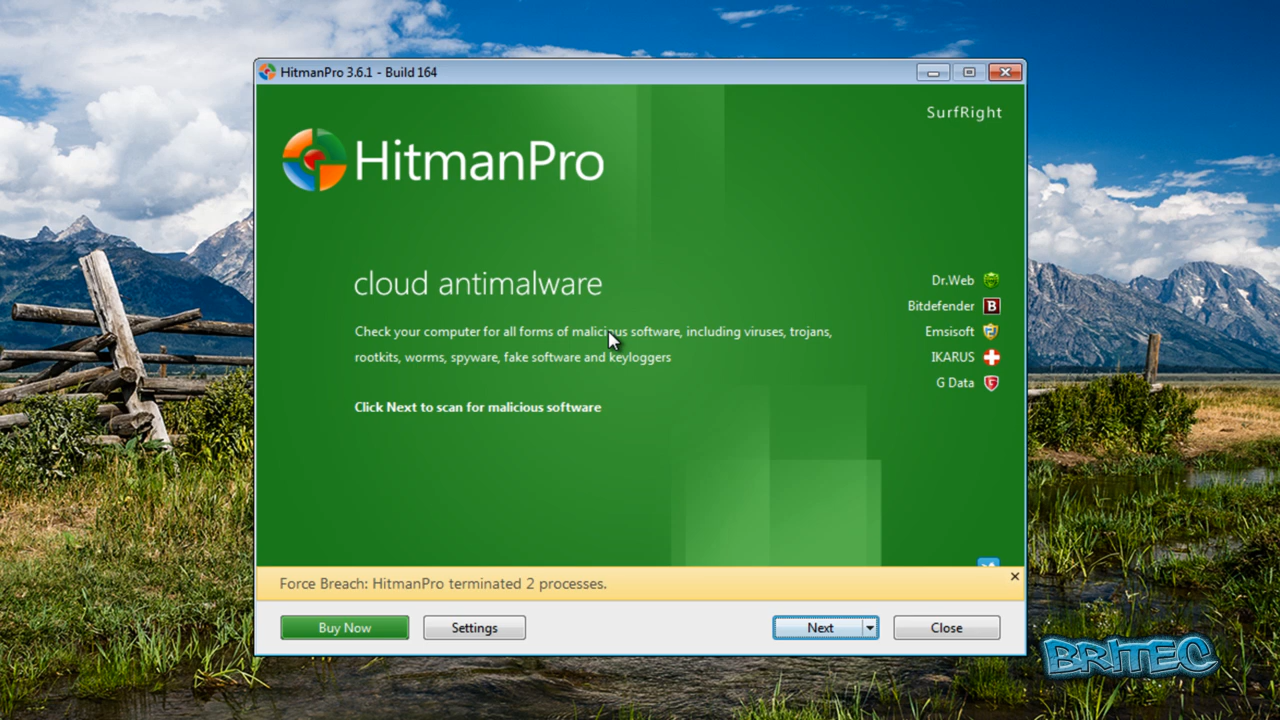 HitmanPro 3.6.1 - Build 164
SurfRight
HitmanPro
cloud antimalware
Check your computer for all forms of malicious software, including viruses, trojans,
rootkits, worms, spyware, fake software and keyloggers
Click Next to scan for malicious software
Dr.Web
Bitdefender B
Emsisoft
IKARUS
G Data
Force Breach: HitmanPro terminated 2 processes.
Buy Now
Settings
Next
Close
BRITEC